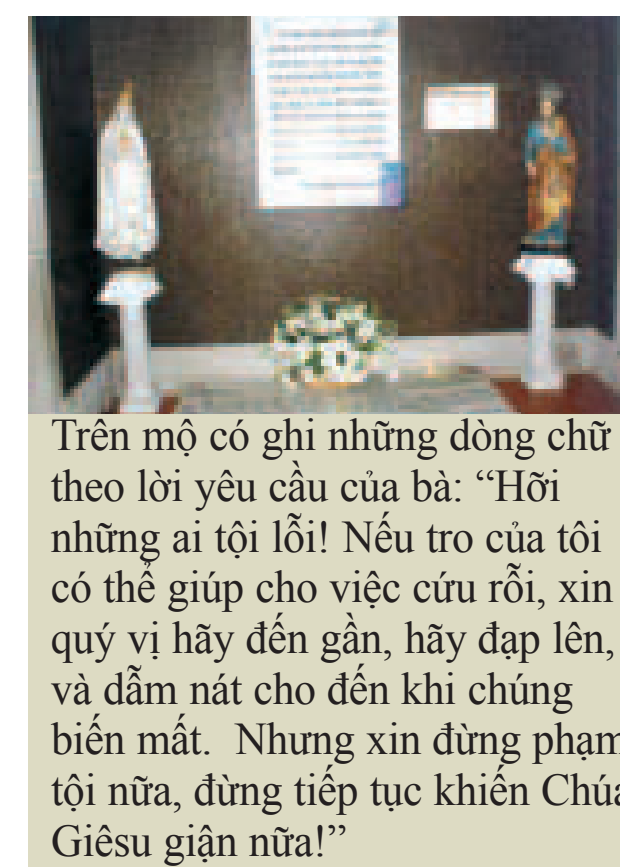 Trên mộ có ghi những dòng chữ
theo lời yêu cầu của bà: “Hỡi
những ai tội lỗi! Nếu tro của tôi
có thể giúp cho việc cứu rỗi, xin
quý vị hãy đến gần, hãy đạp lên,
và dẫm nát cho đến khi chúng
biến mất.  Nhưng xin đừng phạm
tội nữa, đừng tiếp tục khiến Chúa
Giêsu giận nữa!”